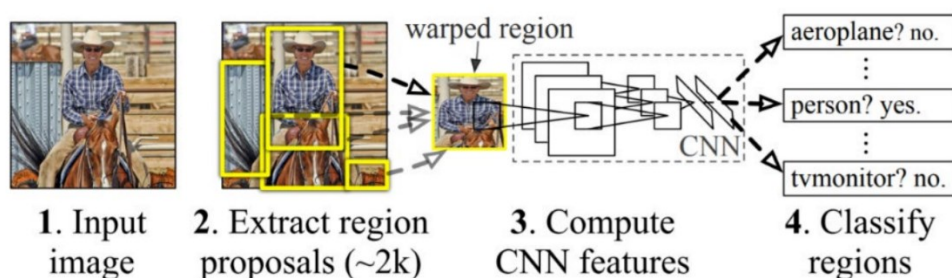 warped region
aeroplane? no.
⋮
person? yes.
⋮
CNN
tvmonitor? no.
1. Input
image
2. Extract region
proposals (~2k)
3. Compute
CNN features
4. Classify
regions